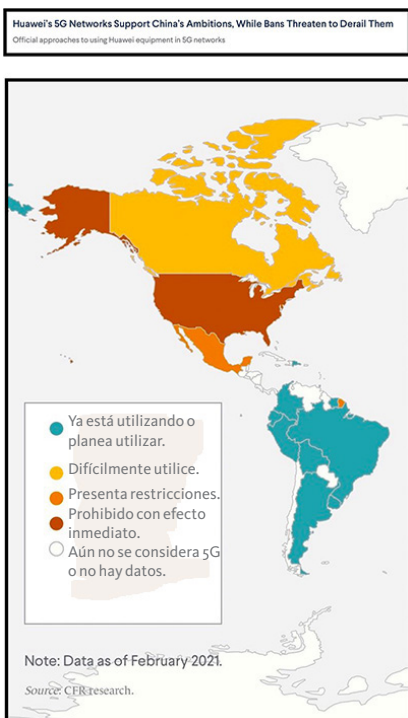 Huawei's 5G Networks Support China's Ambitions, While Bans Threaten to Derail Them
Official approaches to using Huawei equipment in 5G networks
Ya está utilizando o
planea utilizar.
Difícilmente utilice.
Presenta restricciones.
Prohibido con efecto
inmediato.
Aún no se considera 5G
o no hay datos.
Note: Data as of February 2021.
Source: CFR research.